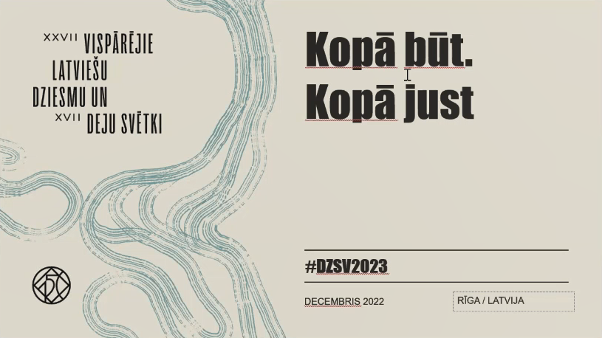 XXVII VISPĀRĒJIE
LATVIEŠU
DZIESMU UN
XVII DEJU SVĒTKI
Kopā būt.
Kopā just
#DZSV2023
DECEMBRIS 2022
RĪGA / LATVIJA